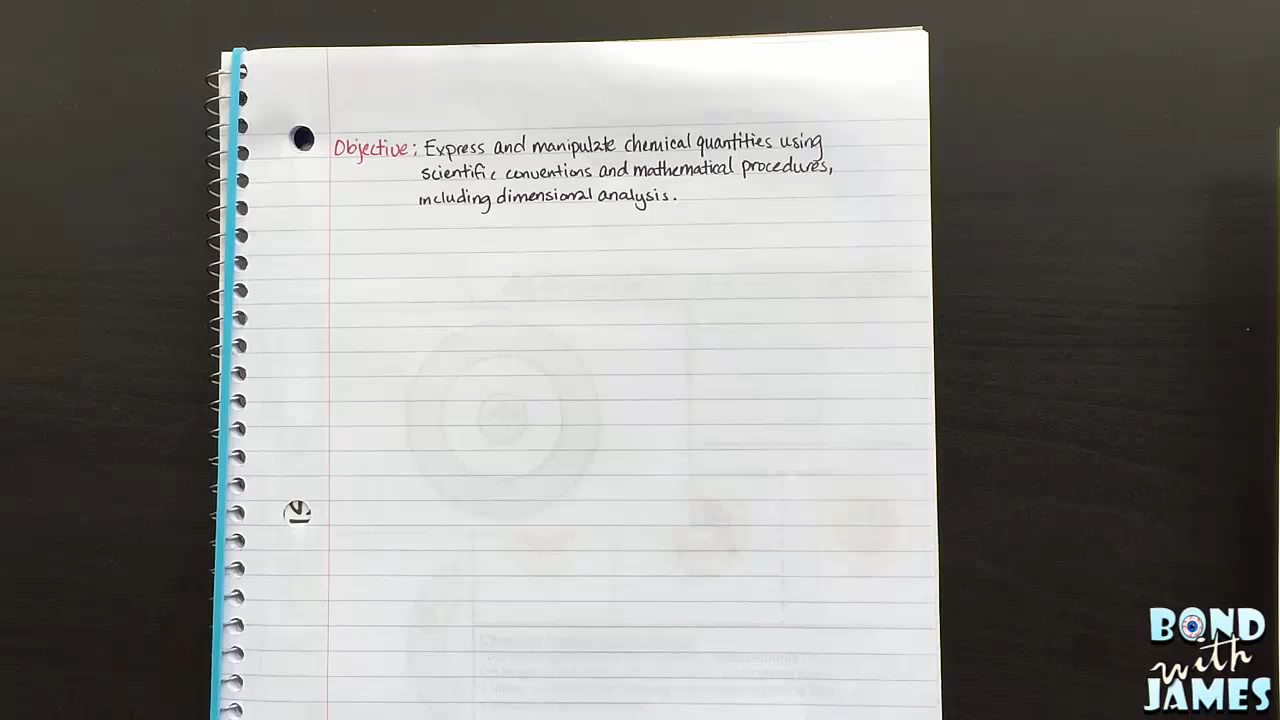 Objective: Express and manipulate chemical quantities using
scientific conventions and mathematical procedures,
including dimensional analysis.
BOND
with
JAMES